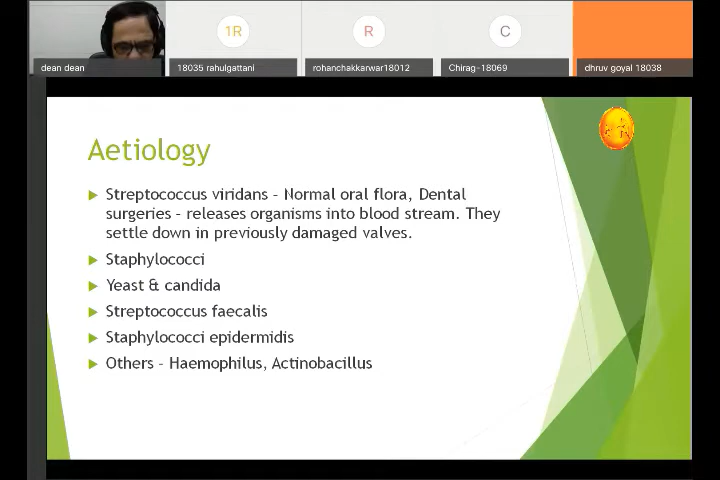 1R
R
C
dean dean
18035 rahulgattani
rohanchakkarwar18012
Chirag-18069
dhruv goyal 18038
Aetiology
Streptococcus viridans – Normal oral flora, Dental
surgeries – releases organisms into blood stream. They
settle down in previously damaged valves.
Staphylococci
Yeast & candida
Streptococcus faecalis
Staphylococci epidermidis
Others – Haemophilus, Actinobacillus